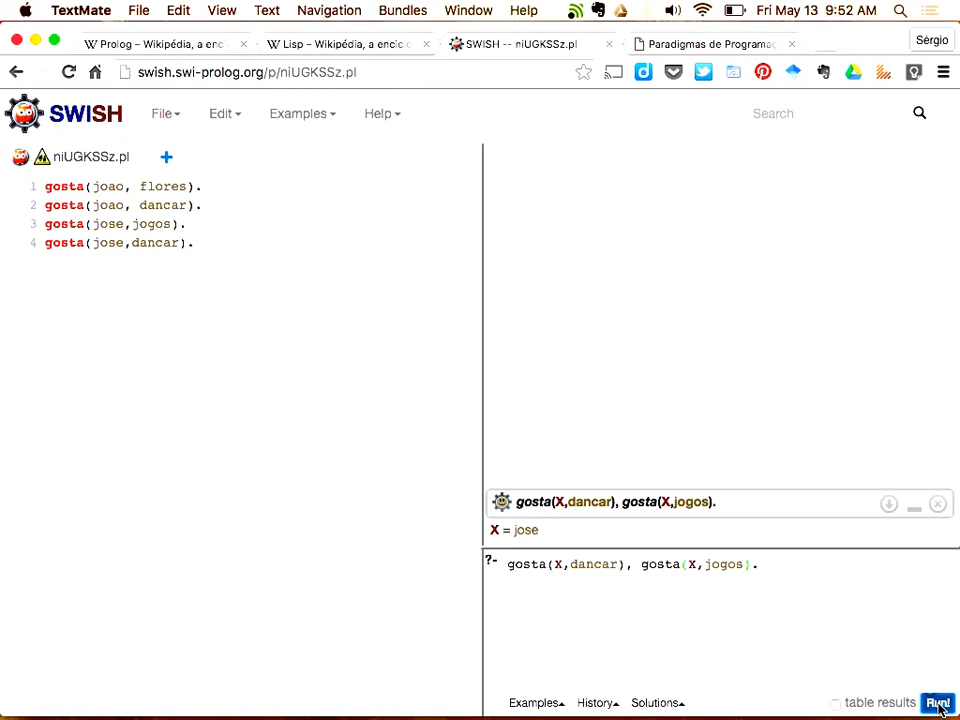 TextMate File Edit View Text Navigation Bundles Window Help Fri May 13 9:52 AM
Prolog – Wikipédia, a enc
Lisp – Wikipédia, a encic
SWISH -- niUGKSSz.pl
Paradigmas de Programaç
Sérgio
swish.swi-prolog.org/p/niUGKSSz.pl
SWISH File Edit Examples Help Search
niUGKSSz.pl
1 gosta(joao, flores).
2 gosta(joao, dancar).
3 gosta(jose,jogos).
4 gosta(jose,dancar).
gosta(X,dancar), gosta(X,jogos).
X = jose
?- gosta(X,dancar), gosta(X,jogos).
Examples History Solutions table results Run!